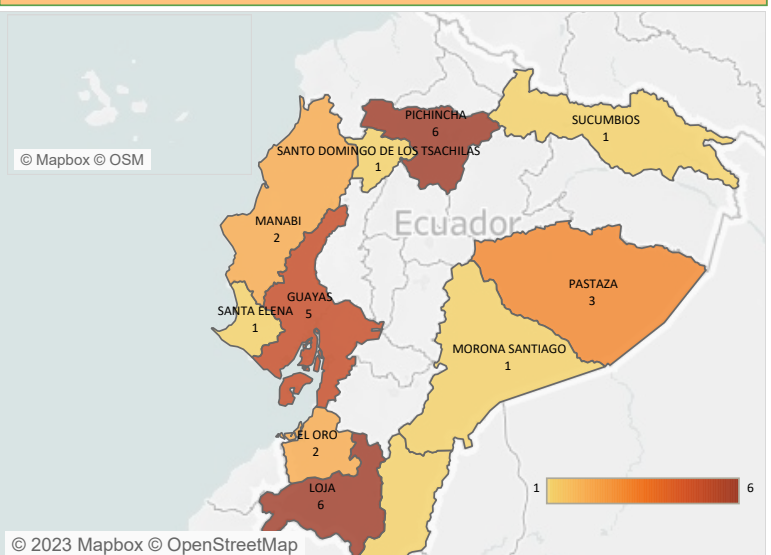 © Mapbox © OSM
PICHINCHA
6
SUCUMBIOS
1
SANTO DOMINGO DE LOS TSACHILAS
1
Ecuador
MANABI
2
PASTAZA
3
GUAYAS
5
SANTA ELENA
1
MORONA SANTIAGO
1
EL ORO
2
LOJA
6
1
6
© 2023 Mapbox © OpenStreetMap